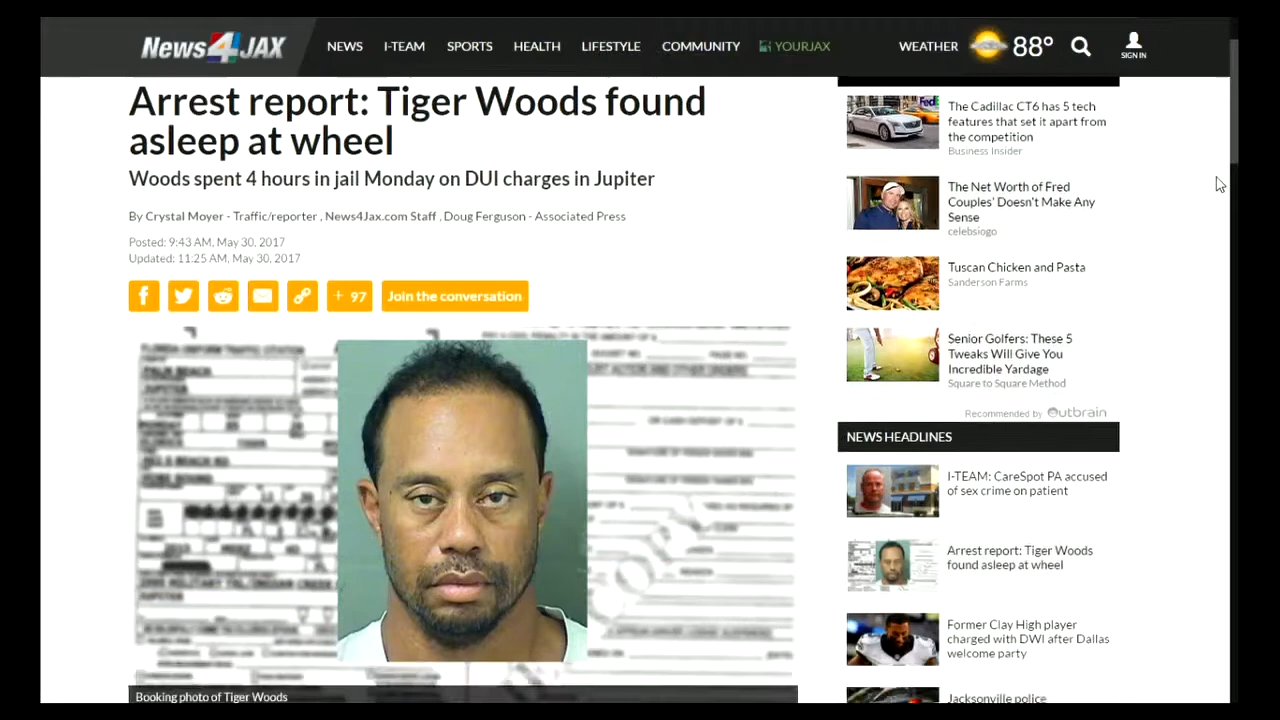 News4JAX
NEWS
I-TEAM
SPORTS
HEALTH
LIFESTYLE
COMMUNITY
YOURJAX
WEATHER
88°
SIGN IN
Arrest report: Tiger Woods found
asleep at wheel
Woods spent 4 hours in jail Monday on DUI charges in Jupiter
By Crystal Moyer - Traffic/reporter , News4Jax.com Staff , Doug Ferguson - Associated Press
Posted: 9:43 AM, May 30, 2017
Updated: 11:25 AM, May 30, 2017
+ 97
Join the conversation
COPY
Booking photo of Tiger Woods
FedE
The Cadillac CT6 has 5 tech
features that set it apart from
the competition
Business Insider
The Net Worth of Fred
Couples' Doesn't Make Any
Sense
celebsiogo
Tuscan Chicken and Pasta
Sanderson Farms
Senior Golfers: These 5
Tweaks Will Give You
Incredible Yardage
Square to Square Method
Recommended by Outbrain
NEWS HEADLINES
I-TEAM: CareSpot PA accused
of sex crime on patient
Arrest report: Tiger Woods
found asleep at wheel
Former Clay High player
charged with DWI after Dallas
welcome party
Jacksonville police